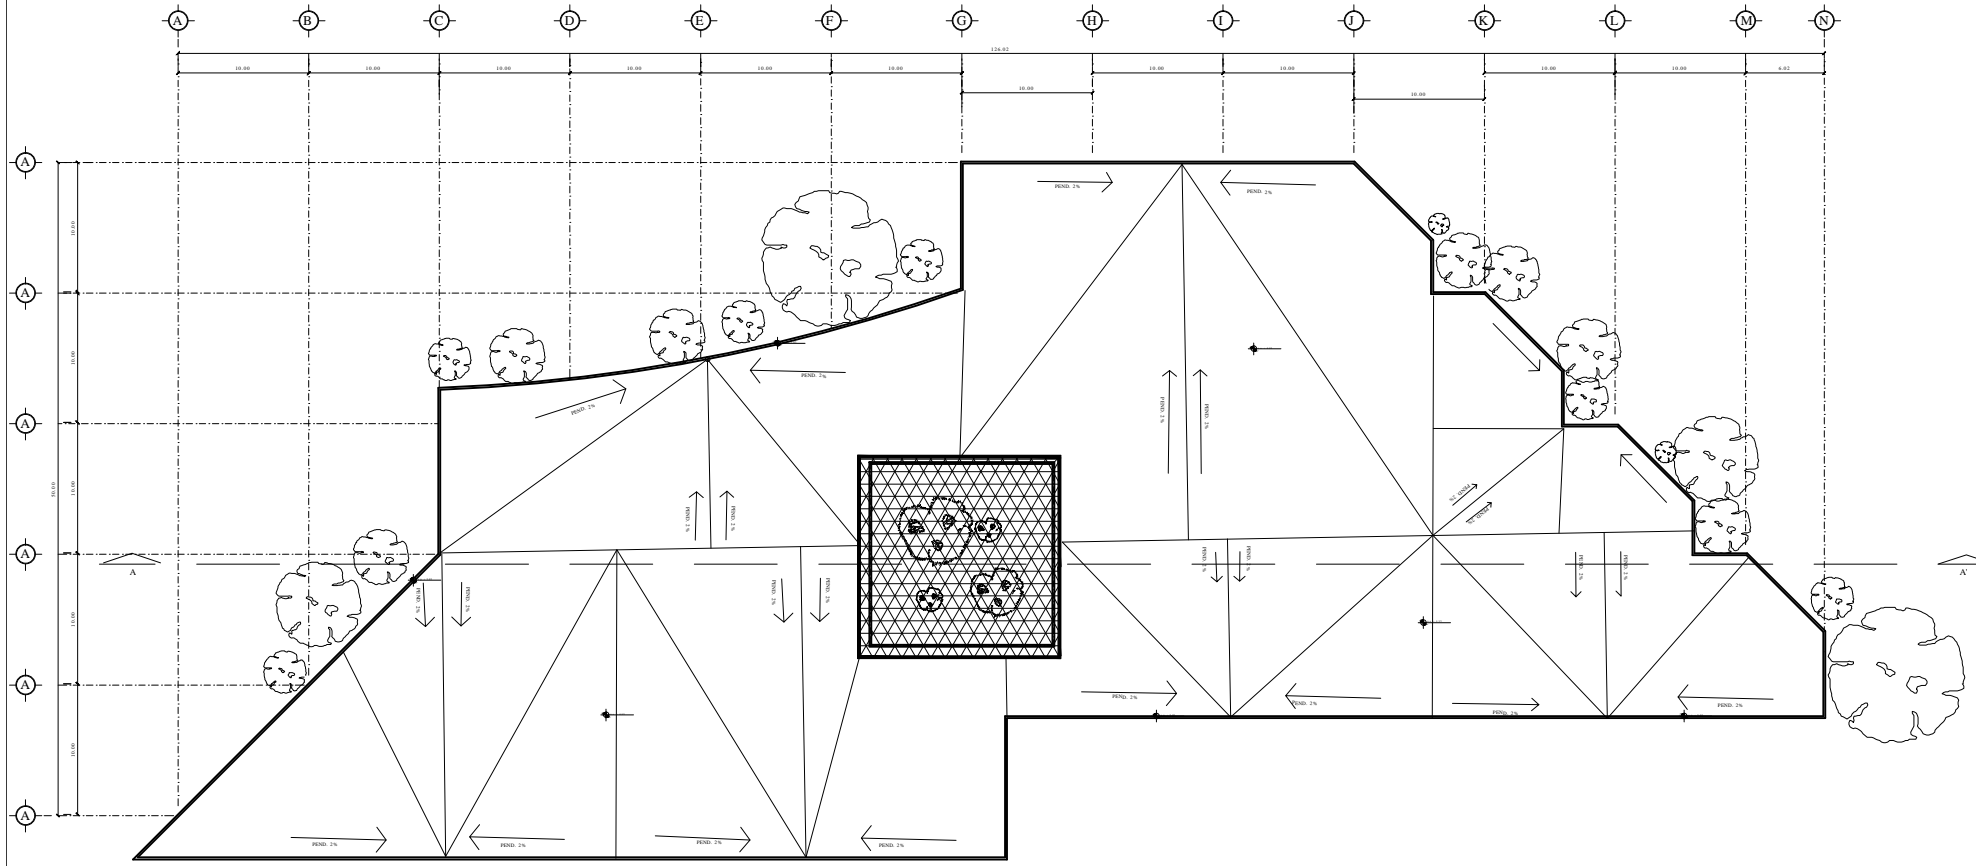 A B C D E F G H I J K L M N
126.02
10.00 10.00 10.00 10.00 10.00 10.00 10.00 10.00 10.00 10.00 6.02
10.00 10.00
A
A
A
A
A
A
10.00
10.00
10.00
10.00
10.00
50.00
PEND. 2% PEND. 2%
PEND. 2% PEND. 2%
PEND. 2% PEND. 2%
PEND. 2% PEND. 2%
PEND. 2% PEND. 2%
A A'
PEND. 2% PEND. 2% PEND. 2% PEND. 2% PEND. 2% PEND. 2% PEND. 2% PEND. 2%
PEND. 2% PEND. 2% PEND. 2% PEND. 2%
PEND. 2% PEND. 2% PEND. 2% PEND. 2%